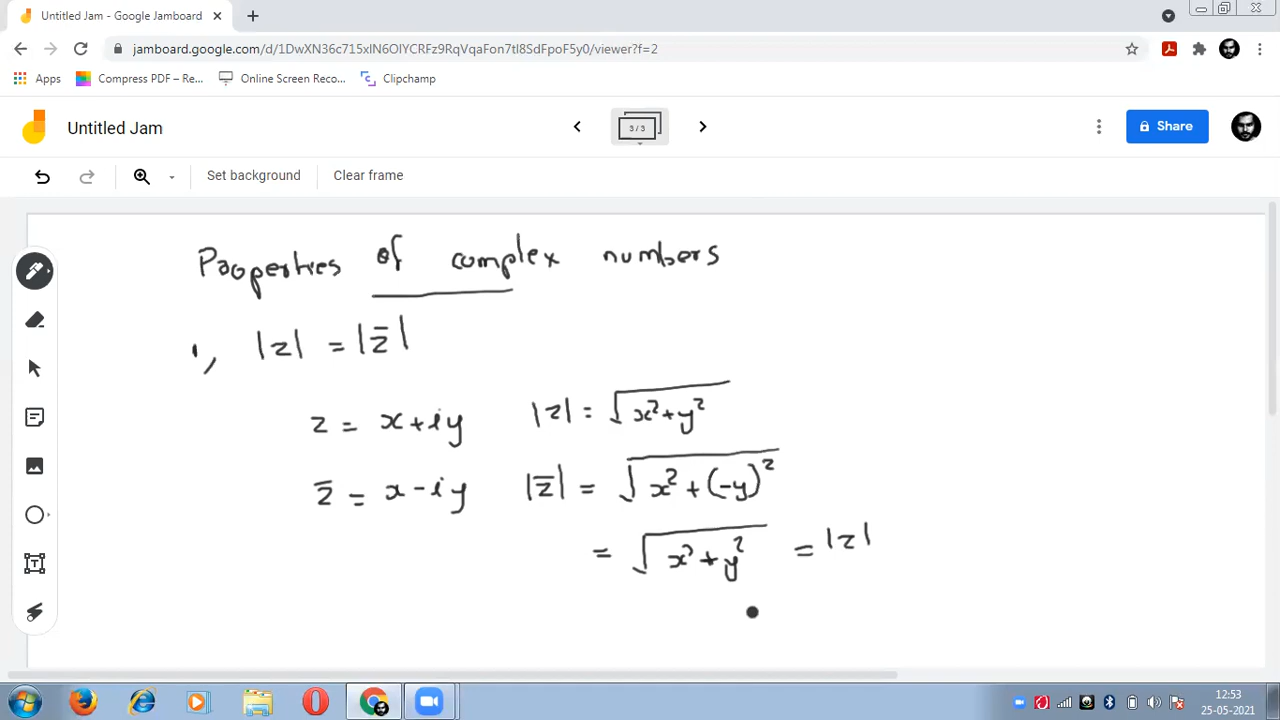 Untitled Jam - Google Jamboard
jamboard.google.com/d/1DwXN36c715xIN6OIYCRFz9RqVqaFon7tI8SdFpoF5y0/viewer?f=2
Apps Compress PDF – Re... Online Screen Reco... Clipchamp
Untitled Jam
3 / 3
Share
Set background Clear frame
Properties of complex numbers
1, |z| = |z̄|
z = x+iy |z| = √(x²+y²)
z̄ = x-iy |z̄| = √(x²+(-y)²)
= √(x²+y²) = |z|
12:53
25-05-2021